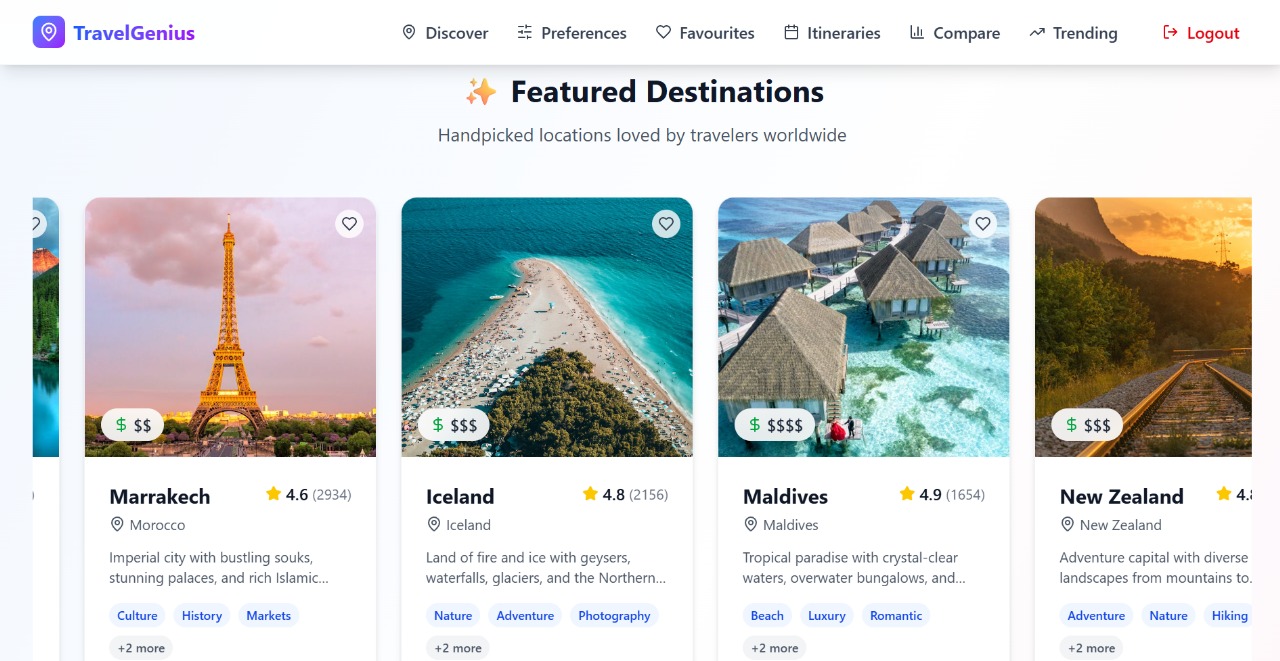 TravelGenius
Discover
Preferences
Favourites
Itineraries
Compare
Trending
Logout
✨ Featured Destinations
Handpicked locations loved by travelers worldwide
$ $$
$ $$$
$ $$$$
$ $$$
)
Marrakech
4.6 (2934)
Morocco
Imperial city with bustling souks,
stunning palaces, and rich Islamic...
Culture History Markets
+2 more
Iceland
4.8 (2156)
Iceland
Land of fire and ice with geysers,
waterfalls, glaciers, and the Northern...
Nature Adventure Photography
+2 more
Maldives
4.9 (1654)
Maldives
Tropical paradise with crystal-clear
waters, overwater bungalows, and...
Beach Luxury Romantic
+2 more
New Zealand
New Zealand
Adventure capital with diverse
landscapes from mountains to.
Adventure Nature Hiking
+2 more